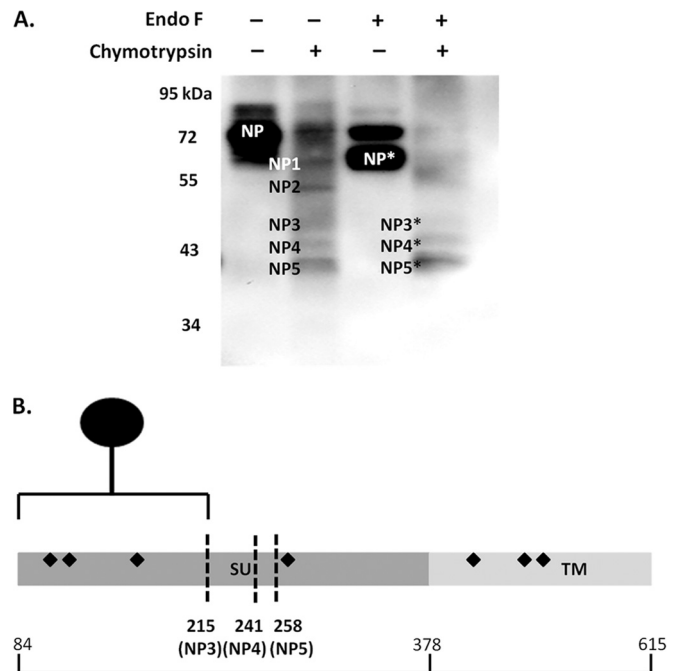 A.
Endo F – – + +
Chymotrypsin – + – +
95 kDa
72
55
43
34
NP
NP1
NP2
NP3
NP4
NP5
NP*
NP3*
NP4*
NP5*
B.
SU
TM
215 241 258
(NP3) (NP4) (NP5)
84 378 615